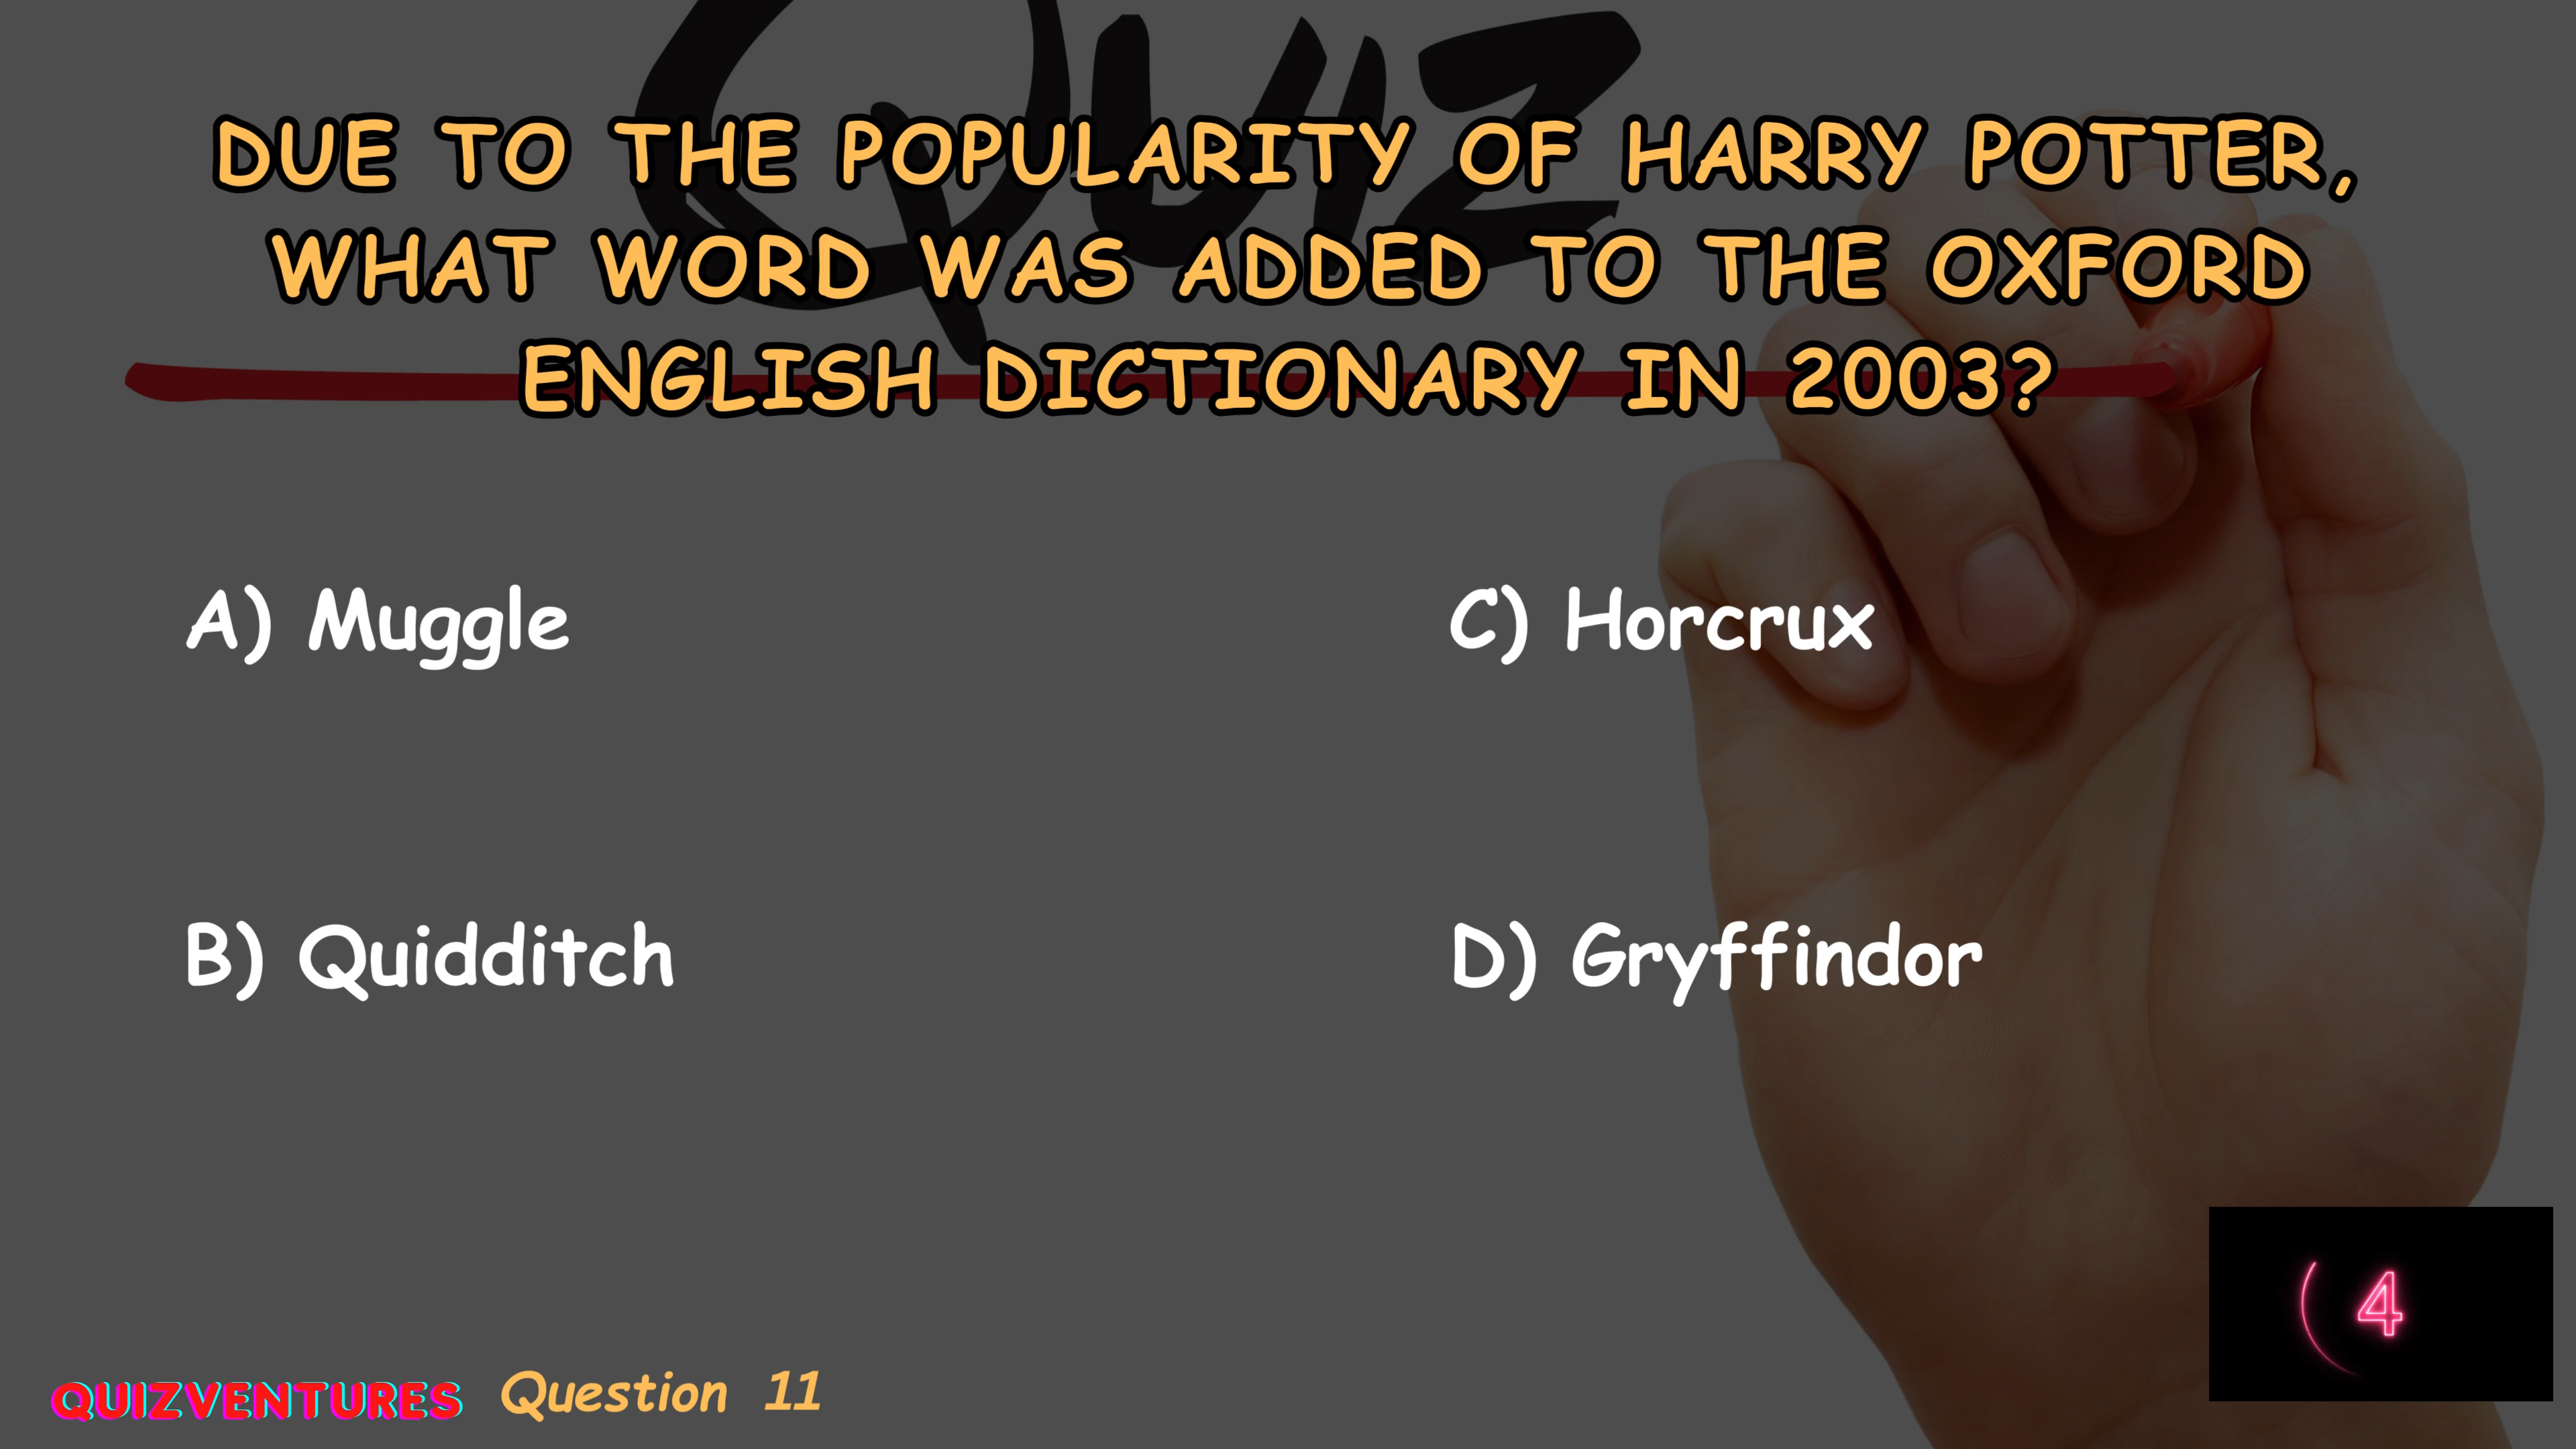 QUIZ
DUE TO THE POPULARITY OF HARRY POTTER,
WHAT WORD WAS ADDED TO THE OXFORD
ENGLISH DICTIONARY IN 2003?
A) Muggle
B) Quidditch
C) Horcrux
D) Gryffindor
4
QUIZVENTURES Question 11